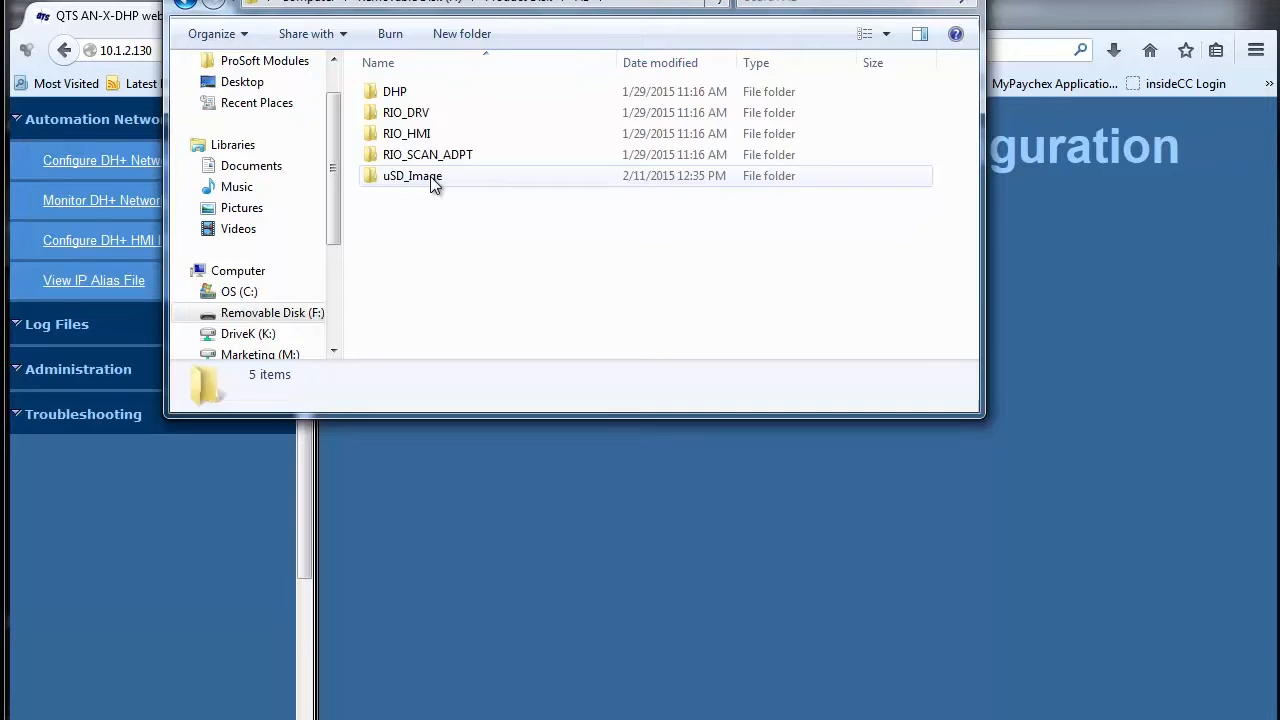 QTS AN-X-DHP web
10.1.2.130
Most Visited
Latest
MyPaychex Applicatio...
insideCC Login
»
Organize
Share with
Burn
New folder
Name
Date modified
Type
Size
ProSoft Modules
Desktop
Recent Places
Libraries
Documents
Music
Pictures
Videos
Computer
OS (C:)
Removable Disk (F:)
DriveK (K:)
Marketing (M:)
DHP 1/29/2015 11:16 AM File folder
RIO_DRV 1/29/2015 11:16 AM File folder
RIO_HMI 1/29/2015 11:16 AM File folder
RIO_SCAN_ADPT 1/29/2015 11:16 AM File folder
uSD_Image 2/11/2015 12:35 PM File folder
5 items
Automation Netwo
Configure DH+ Netw
Monitor DH+ Networ
Configure DH+ HMI
View IP Alias File
Log Files
Administration
Troubleshooting
guration